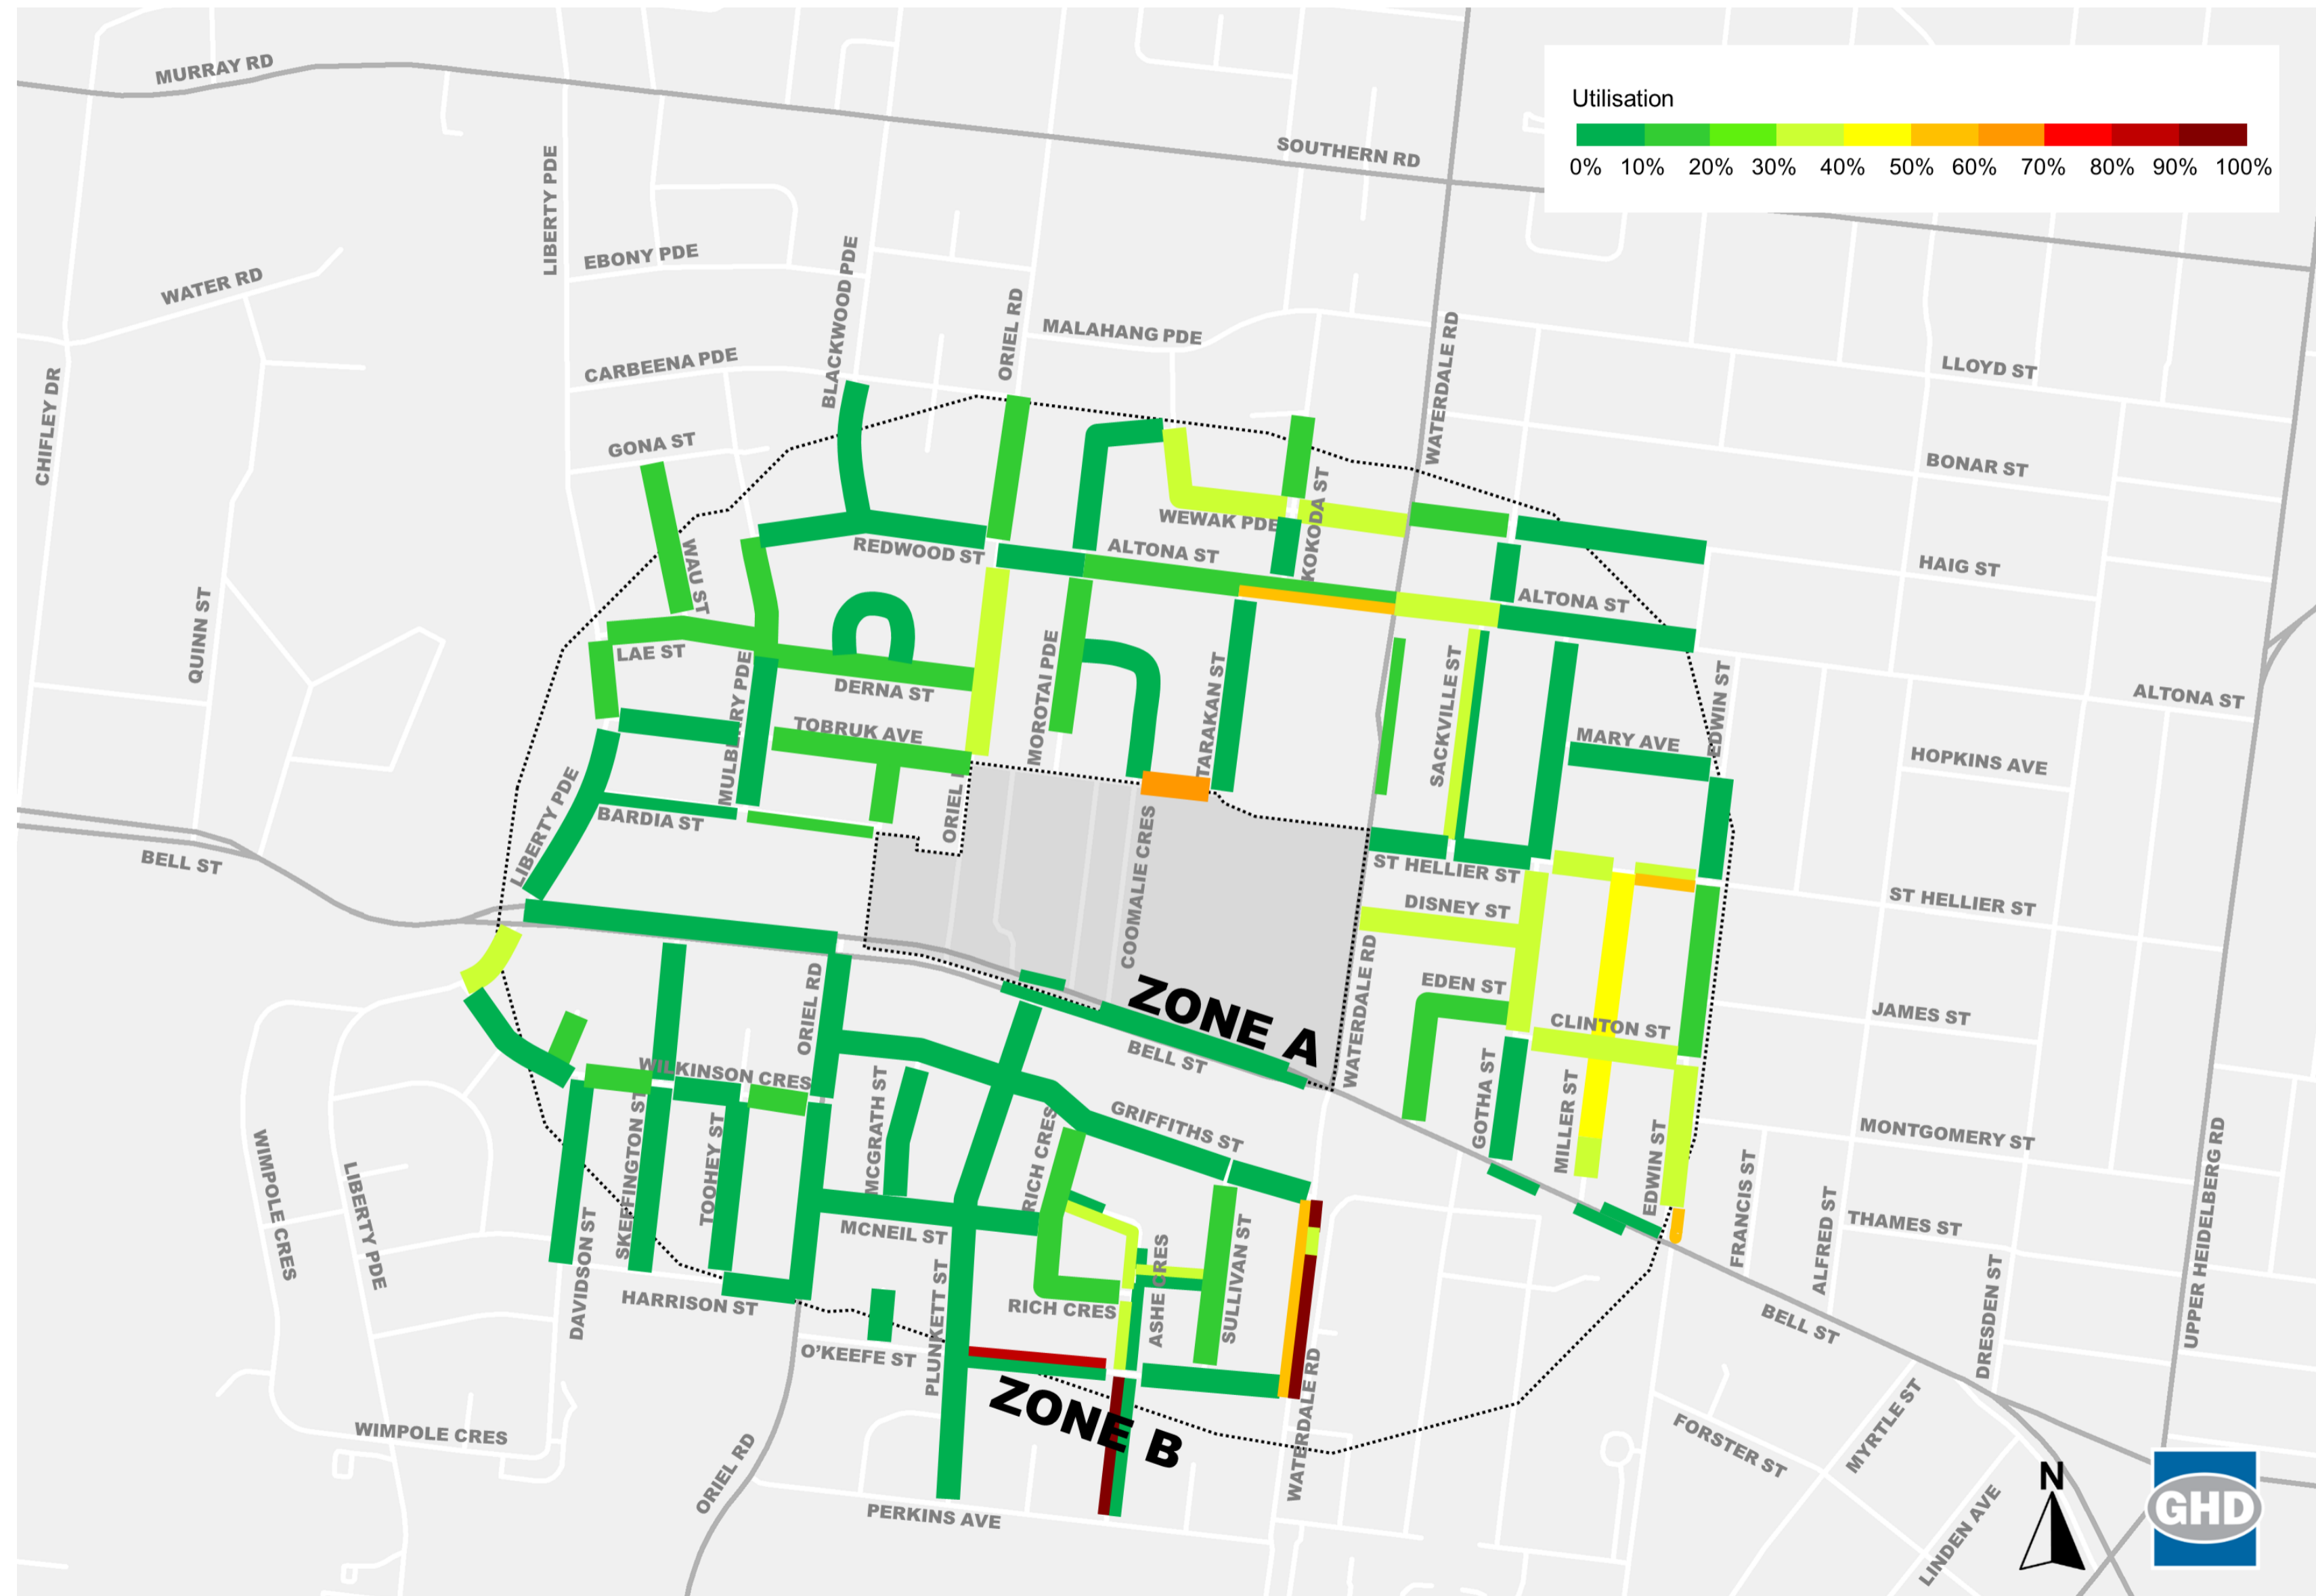 MURRAY RD
SOUTHERN RD
Utilisation
0% 10% 20% 30% 40% 50% 60% 70% 80% 90% 100%
LIBERTY PDE
EBONY PDE
BLACKWOOD PDE
WATER RD
ORIEL RD
MALAHANG PDE
WATERDALE RD
LLOYD ST
CARBEENA PDE
CHIFLEY DR
GONA ST
BONAR ST
WEWAK PDE
KOKODA ST
REDWOOD ST
ALTONA ST
HAIG ST
WAU ST
ALTONA ST
QUINN ST
LAE ST
DERNA ST
MULBERRY PDE
MOROTAI PDE
TARAKAN ST
SACKVILLE ST
EDWIN ST
ALTONA ST
TOBRUK AVE
MARY AVE
HOPKINS AVE
LIBERTY PDE
BARDIA ST
ORIEL
COOMALIE CRES
BELL ST
ST HELLIER ST
ST HELLIER ST
DISNEY ST
WATERDALE RD
EDEN ST
JAMES ST
ORIEL RD
ZONE A
BELL ST
CLINTON ST
WILKINSON CRES
MCGRATH ST
GRIFFITHS ST
GOTHA ST
MILLER ST
EDWIN ST
MONTGOMERY ST
UPPER HEIDELBERG RD
WIMPOLE CRES
LIBERTY PDE
SKEFFINGTON ST
TOOHEY ST
RICH CRES
FRANCIS ST
ALFRED ST
THAMES ST
DAVIDSON ST
MCNEIL ST
ASHE CRES
SULLIVAN ST
DRESDEN ST
HARRISON ST
RICH CRES
BELL ST
O'KEEFE ST
PLUNKETT ST
WATERDALE RD
ZONE B
WIMPOLE CRES
ORIEL RD
FORSTER ST
MYRTLE ST
LINDEN AVE
PERKINS AVE
N
GHD